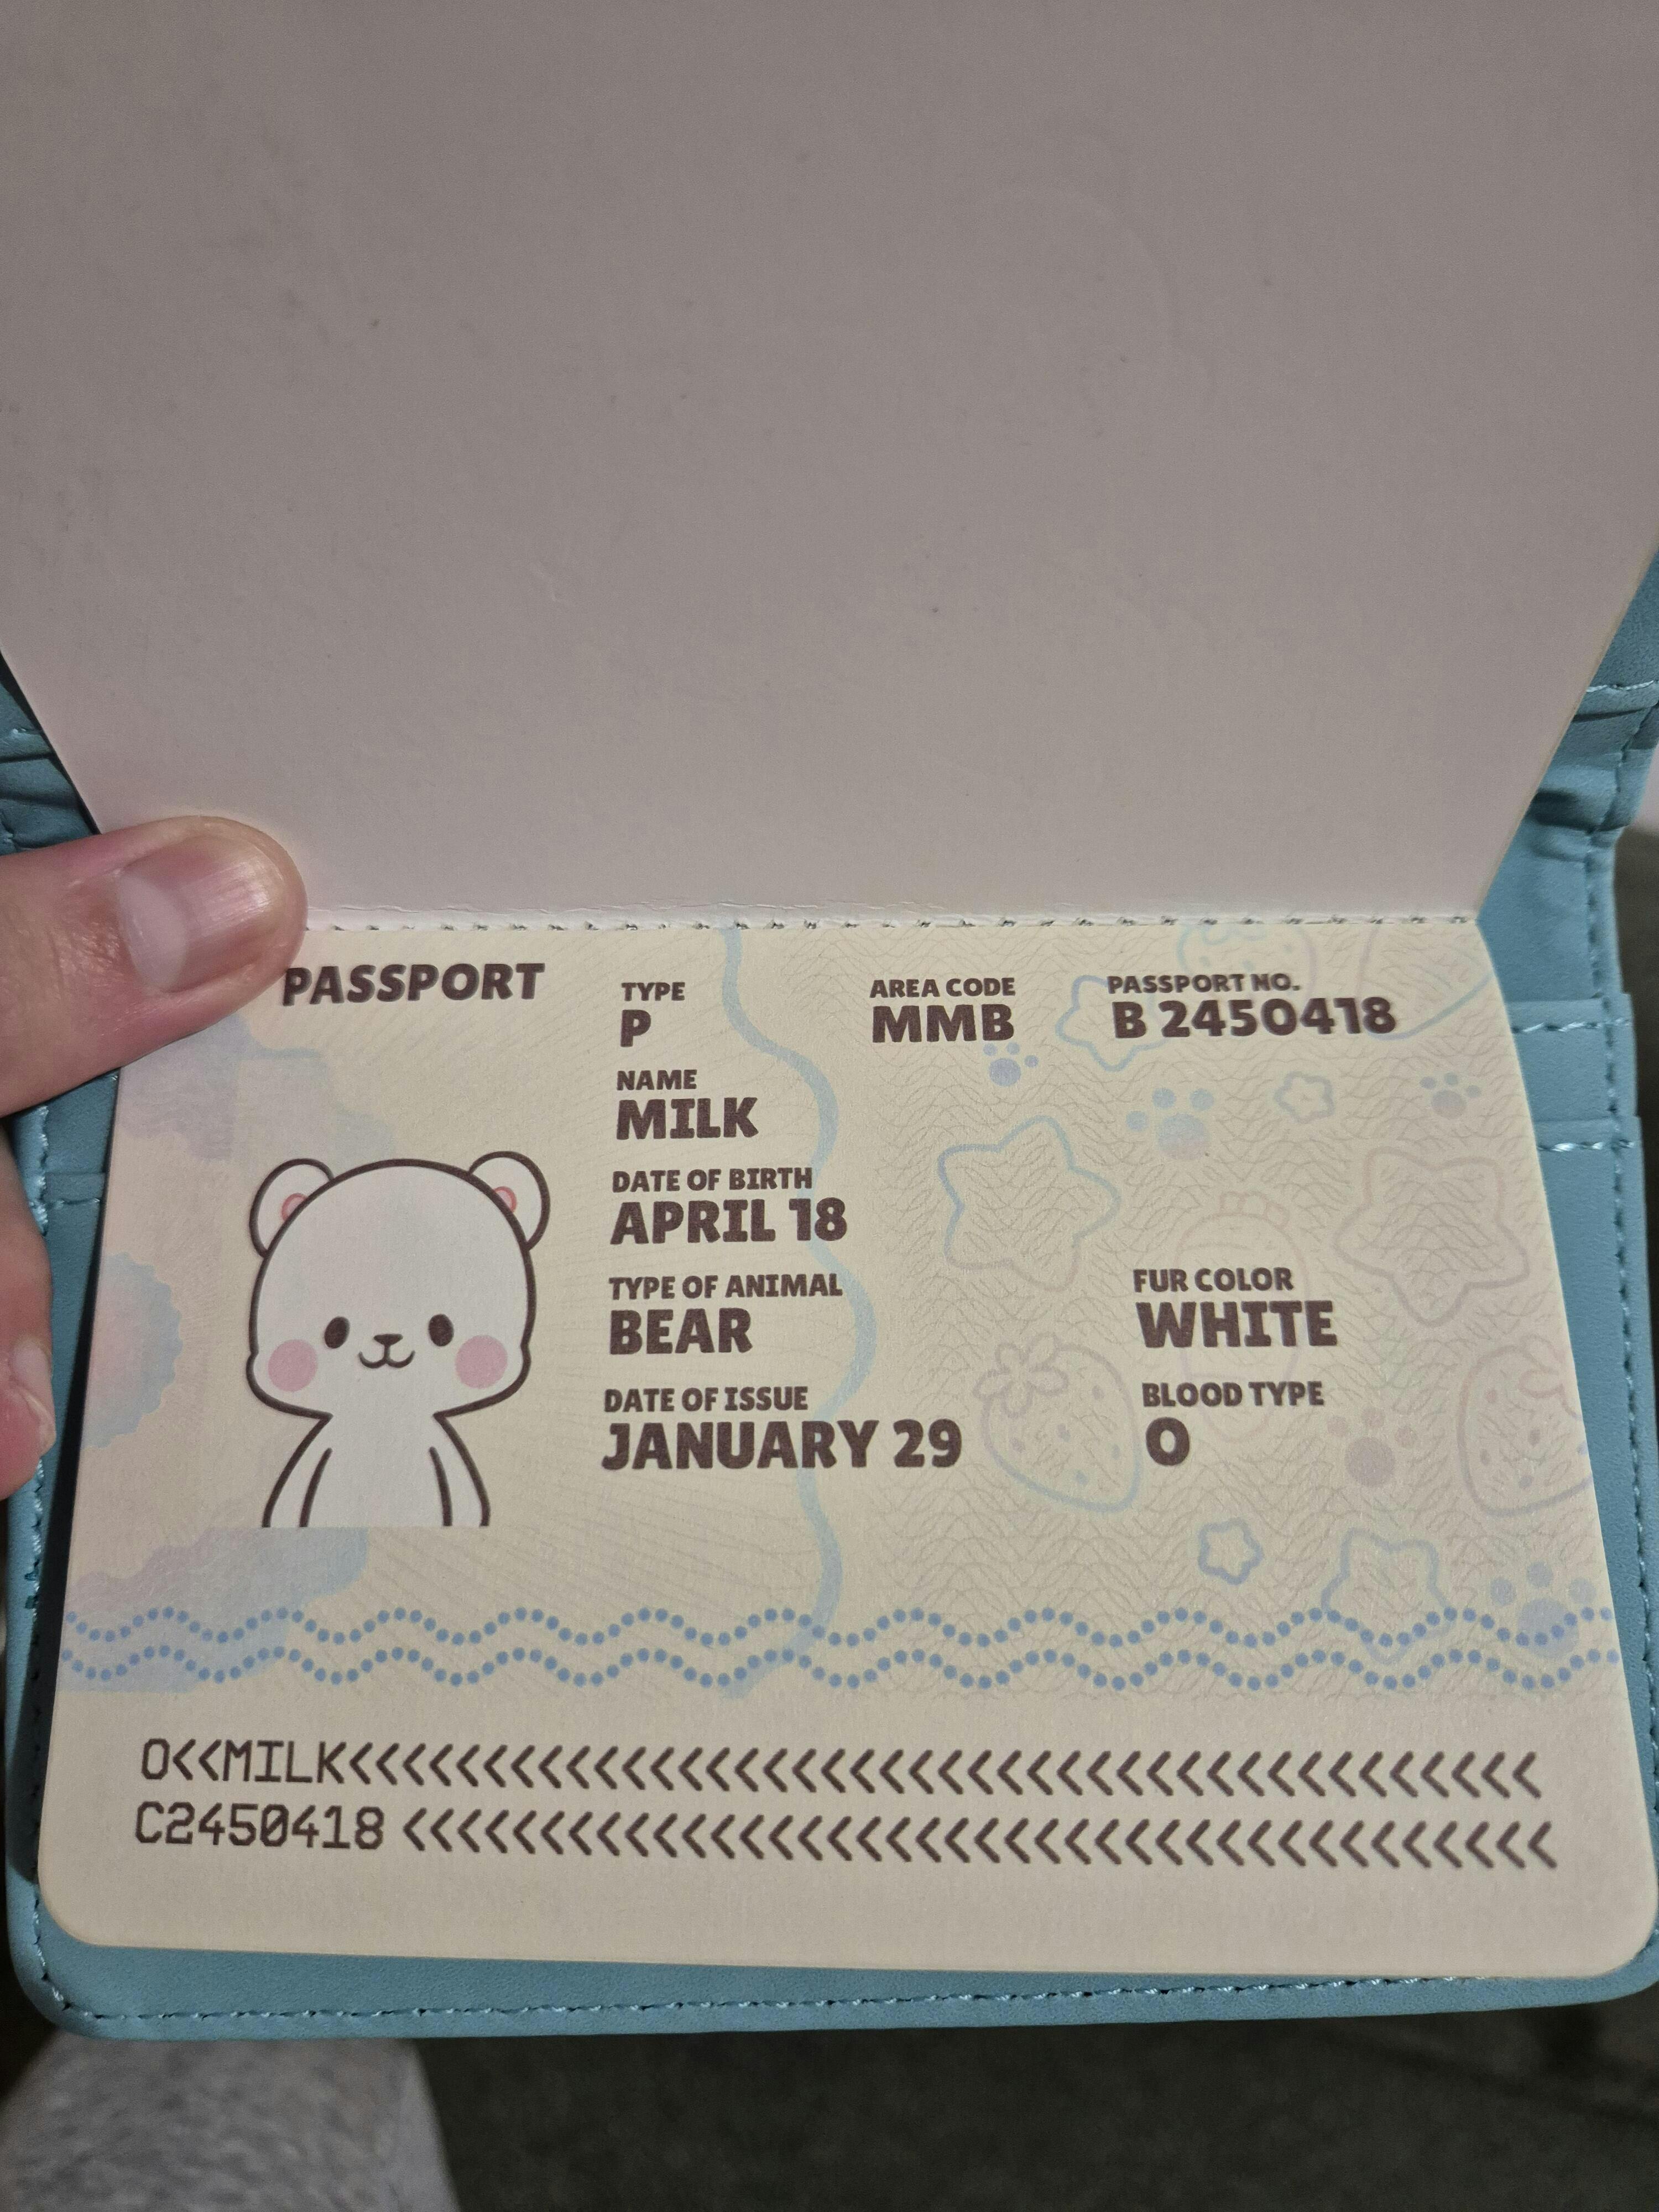 PASSPORT
TYPE
P
AREA CODE
MMB
PASSPORT NO.
B 2450418
NAME
MILK
DATE OF BIRTH
APRIL 18
TYPE OF ANIMAL
BEAR
FUR COLOR
WHITE
DATE OF ISSUE
JANUARY 29
BLOOD TYPE
O
O<<MILK<<<<<<<<<<<<<<<<<<<<<<<<<<<<<<<<<<<<<<<<<<<
C2450418 <<<<<<<<<<<<<<<<<<<<<<<<<<<<<<<<<<<<<<<<<